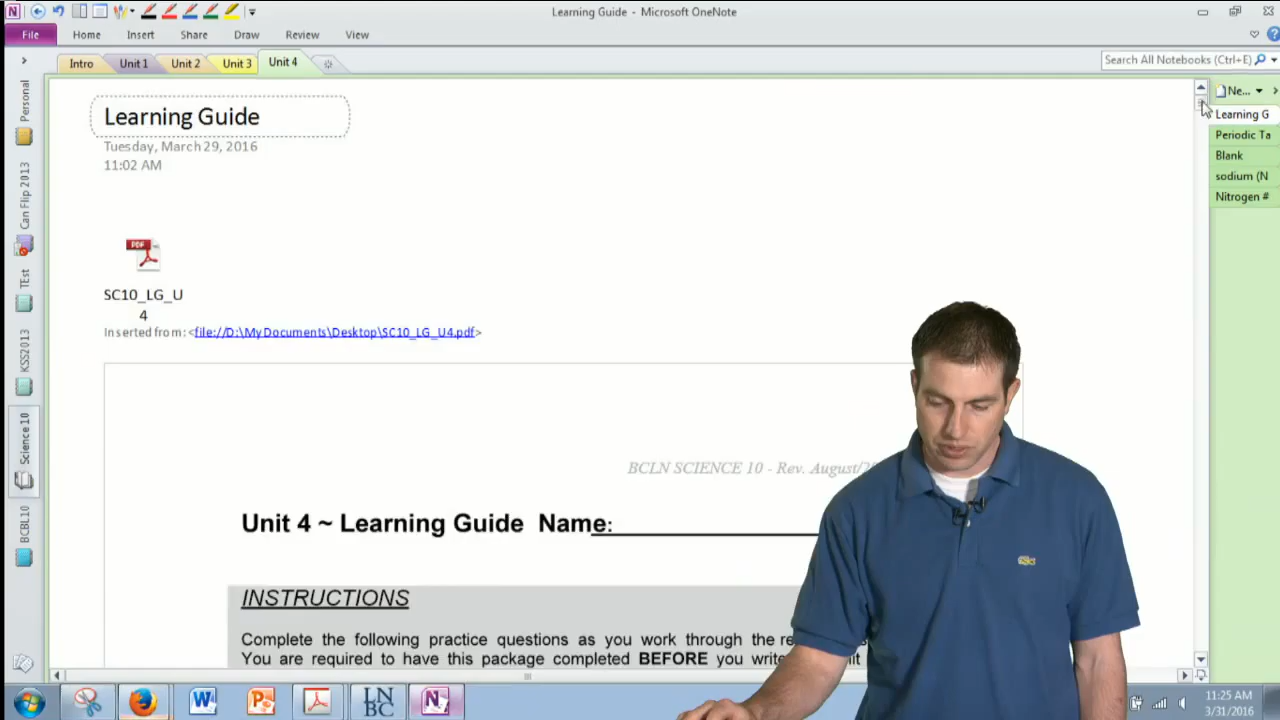 Learning Guide - Microsoft OneNote
File Home Insert Share Draw Review View
Intro Unit 1 Unit 2 Unit 3 Unit 4
Search All Notebooks (Ctrl+E)
Ne...
Learning G
Periodic Ta
Blank
sodium (N
Nitrogen #
Personal
Can Flip 2013
TEst
KSS2013
Science 10
BCBL10
Learning Guide
Tuesday, March 29, 2016
11:02 AM
PDF
SC10_LG_U
4
Inserted from: <file://D:\My Documents\Desktop\SC10_LG_U4.pdf>
BCLN SCIENCE 10 - Rev. August/2
Unit 4 ~ Learning Guide Name:
INSTRUCTIONS
Complete the following practice questions as you work through the
You are required to have this package completed BEFORE you
LN
BC
11:25 AM
3/31/2016